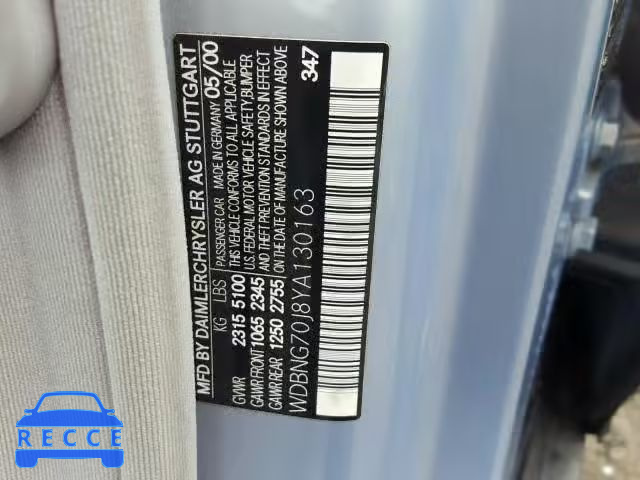 MFD BY DAIMLERCHRYSLER AG STUTTGART
PASSENGER CAR MADE IN GERMANY 05/00
KG LBS THIS VEHICLE CONFORMS TO ALL APPLICABLE
GVWR 2315 5100 U.S. FEDERAL MOTOR VEHICLE SAFETY, BUMPER
GAWR FRONT 1065 2345 AND THEFT PREVENTION STANDARDS IN EFFECT
GAWR REAR 1250 2755 ON THE DATE OF MANUFACTURE SHOWN ABOVE
WDBNG70J8YA130163
347
RECCE